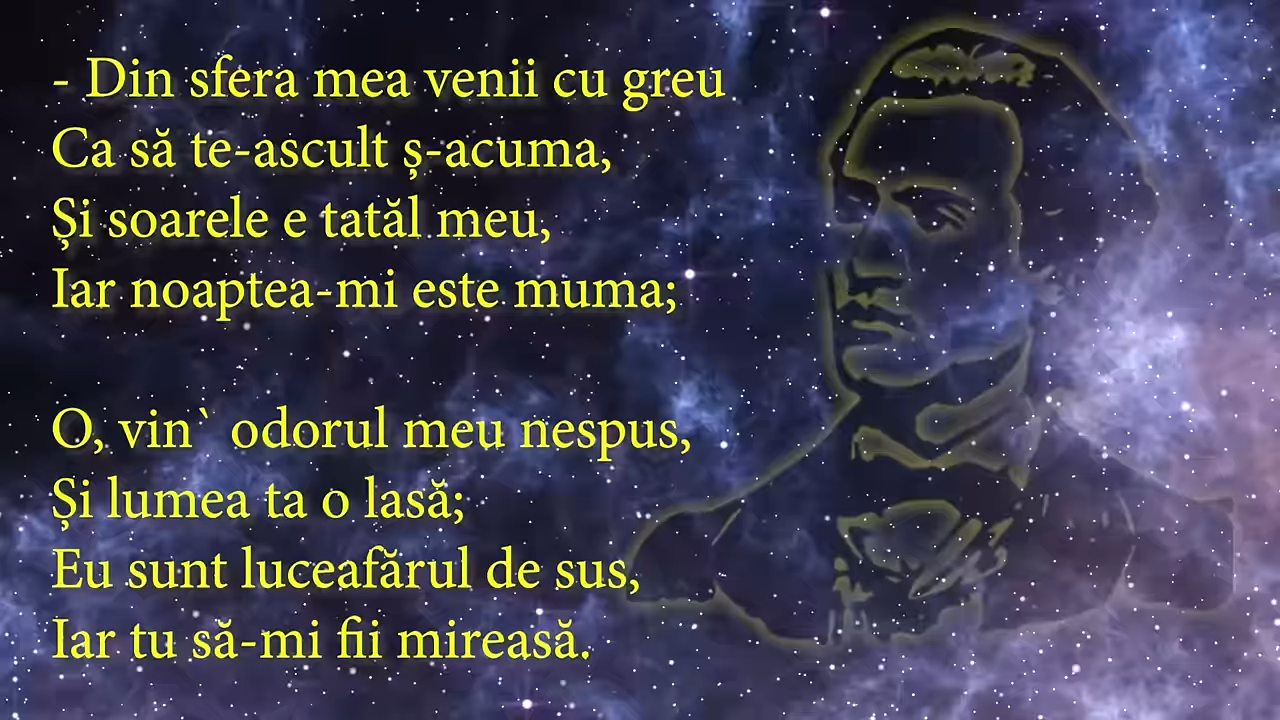 - Din sfera mea venii cu greu
Ca să te-ascult ș-acuma,
Și soarele e tatăl meu,
Iar noaptea-mi este muma;
O, vin` odorul meu nespus,
Și lumea ta o lasă;
Eu sunt luceafărul de sus,
Iar tu să-mi fii mireasă.